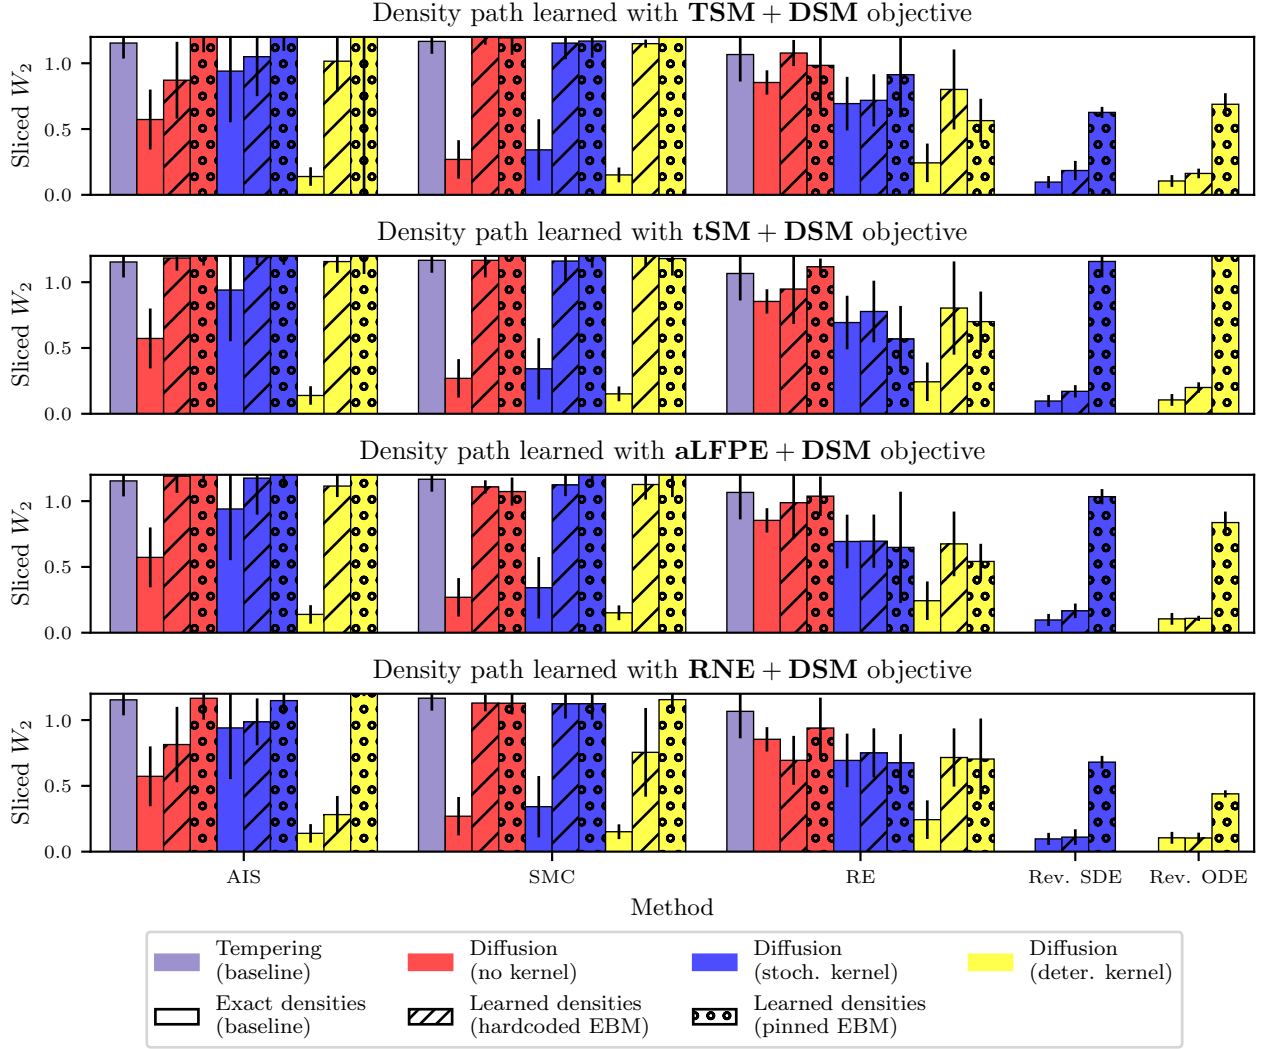 Density path learned with TSM + DSM objective
Sliced W₂
1.0
0.5
0.0
Density path learned with tSM + DSM objective
Sliced W₂
1.0
0.5
0.0
Density path learned with aLFPE + DSM objective
Sliced W₂
1.0
0.5
0.0
Density path learned with RNE + DSM objective
Sliced W₂
1.0
0.5
0.0
AIS SMC RE Rev. SDE Rev. ODE
Method
Tempering (baseline)
Diffusion (no kernel)
Diffusion (stoch. kernel)
Diffusion (deter. kernel)
Exact densities (baseline)
Learned densities (hardcoded EBM)
Learned densities (pinned EBM)